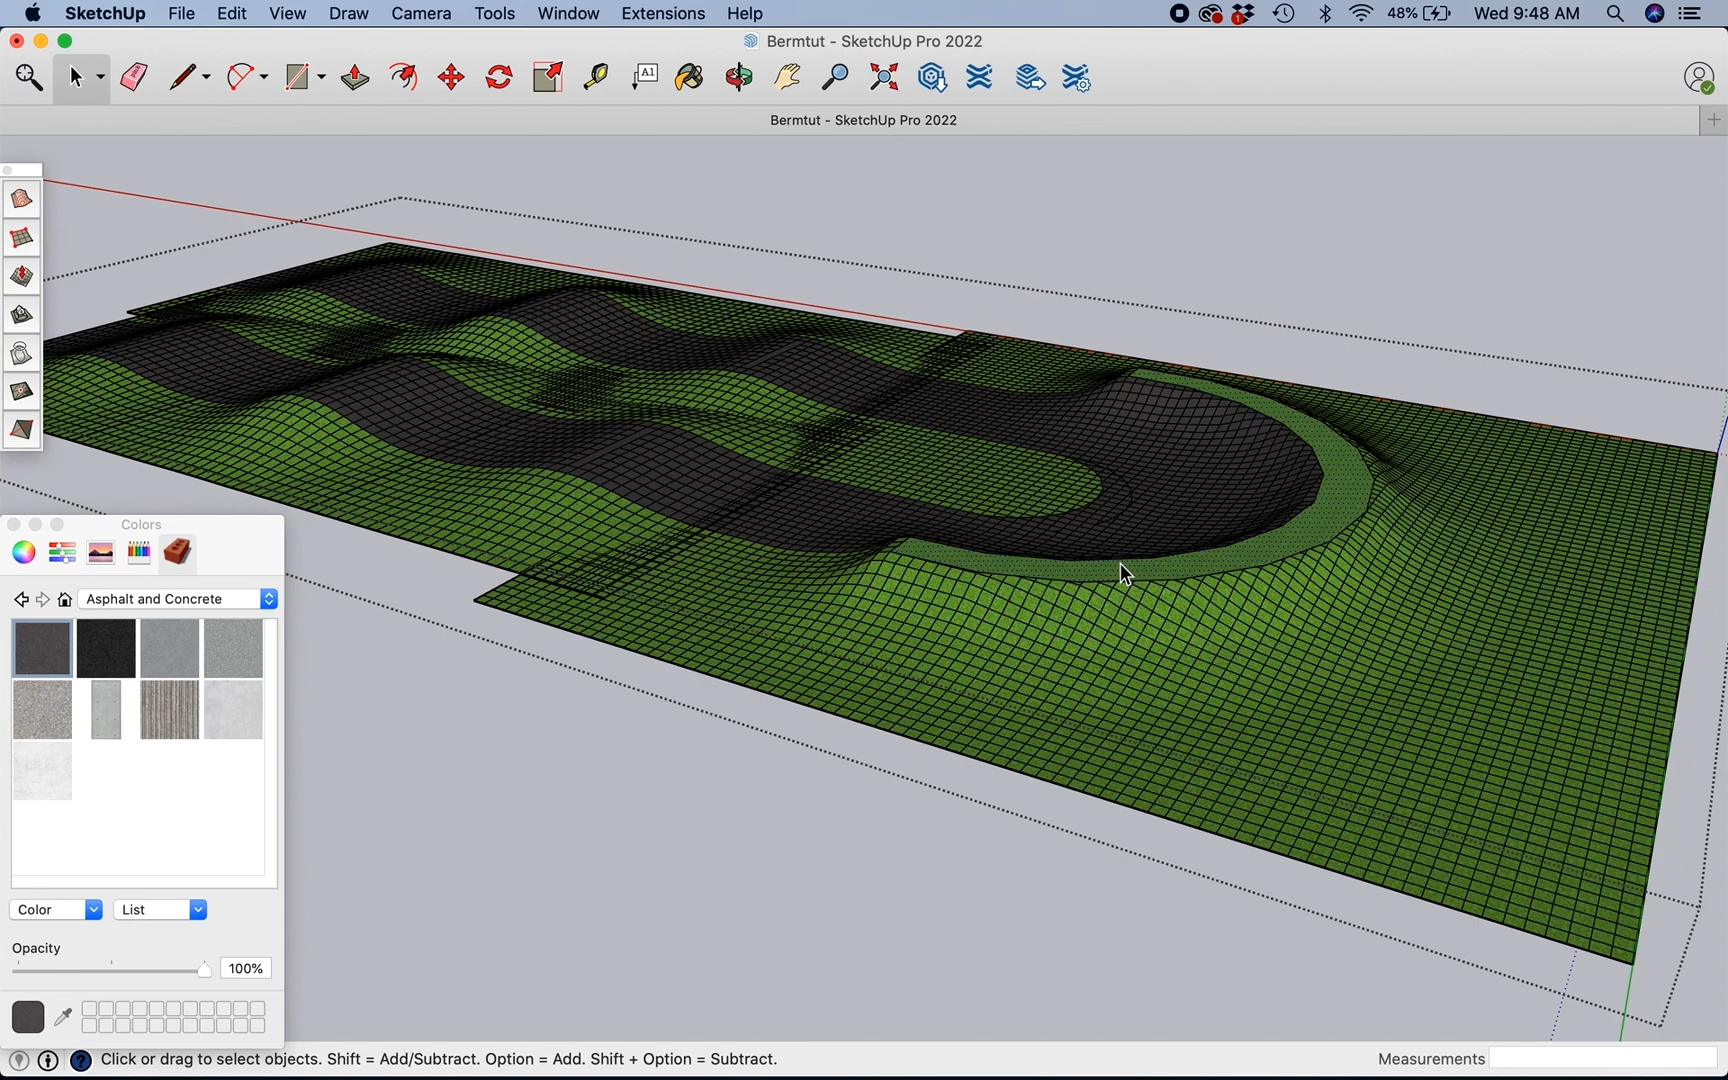 SketchUp File Edit View Draw Camera Tools Window Extensions Help 48% Wed 9:48 AM
Bermtut - SketchUp Pro 2022
A1
Bermtut - SketchUp Pro 2022
Colors
Asphalt and Concrete
Color List
Opacity
100%
Click or drag to select objects. Shift = Add/Subtract. Option = Add. Shift + Option = Subtract. Measurements